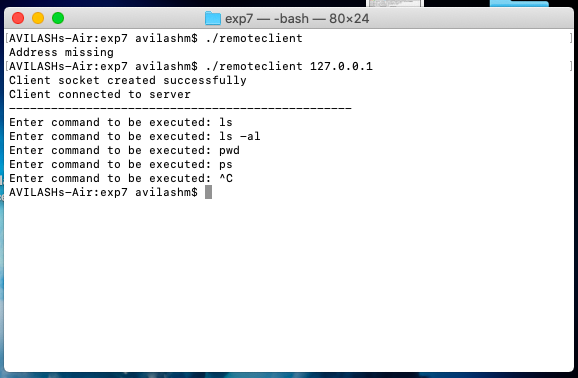 exp7 — -bash — 80×24
[AVILASHs-Air:exp7 avilashm$ ./remoteclient ]
Address missing
[AVILASHs-Air:exp7 avilashm$ ./remoteclient 127.0.0.1 ]
Client socket created successfully
Client connected to server
-------------------------------------------------
Enter command to be executed: ls
Enter command to be executed: ls -al
Enter command to be executed: pwd
Enter command to be executed: ps
Enter command to be executed: ^C
AVILASHs-Air:exp7 avilashm$